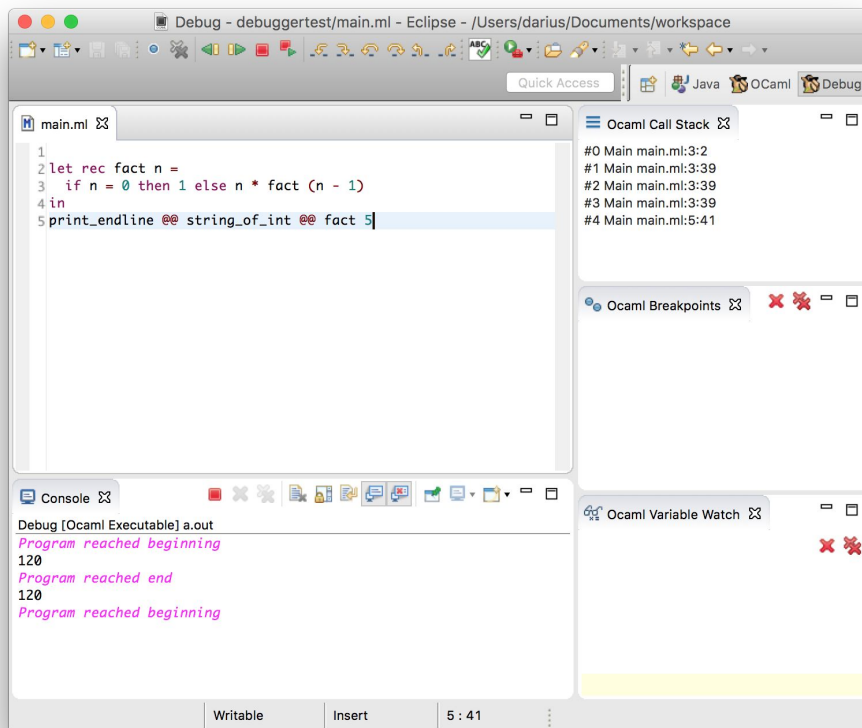 Debug - debuggertest/main.ml - Eclipse - /Users/darius/Documents/workspace
ABC
Quick Access
Java
OCaml
Debug
M main.ml
1
2 let rec fact n =
3   if n = 0 then 1 else n * fact (n - 1)
4 in
5 print_endline @@ string_of_int @@ fact 5
Ocaml Call Stack
#0 Main main.ml:3:2
#1 Main main.ml:3:39
#2 Main main.ml:3:39
#3 Main main.ml:3:39
#4 Main main.ml:5:41
Ocaml Breakpoints
Console
Debug [Ocaml Executable] a.out
Program reached beginning
120
Program reached end
120
Program reached beginning
Ocaml Variable Watch
Writable
Insert
5 : 41